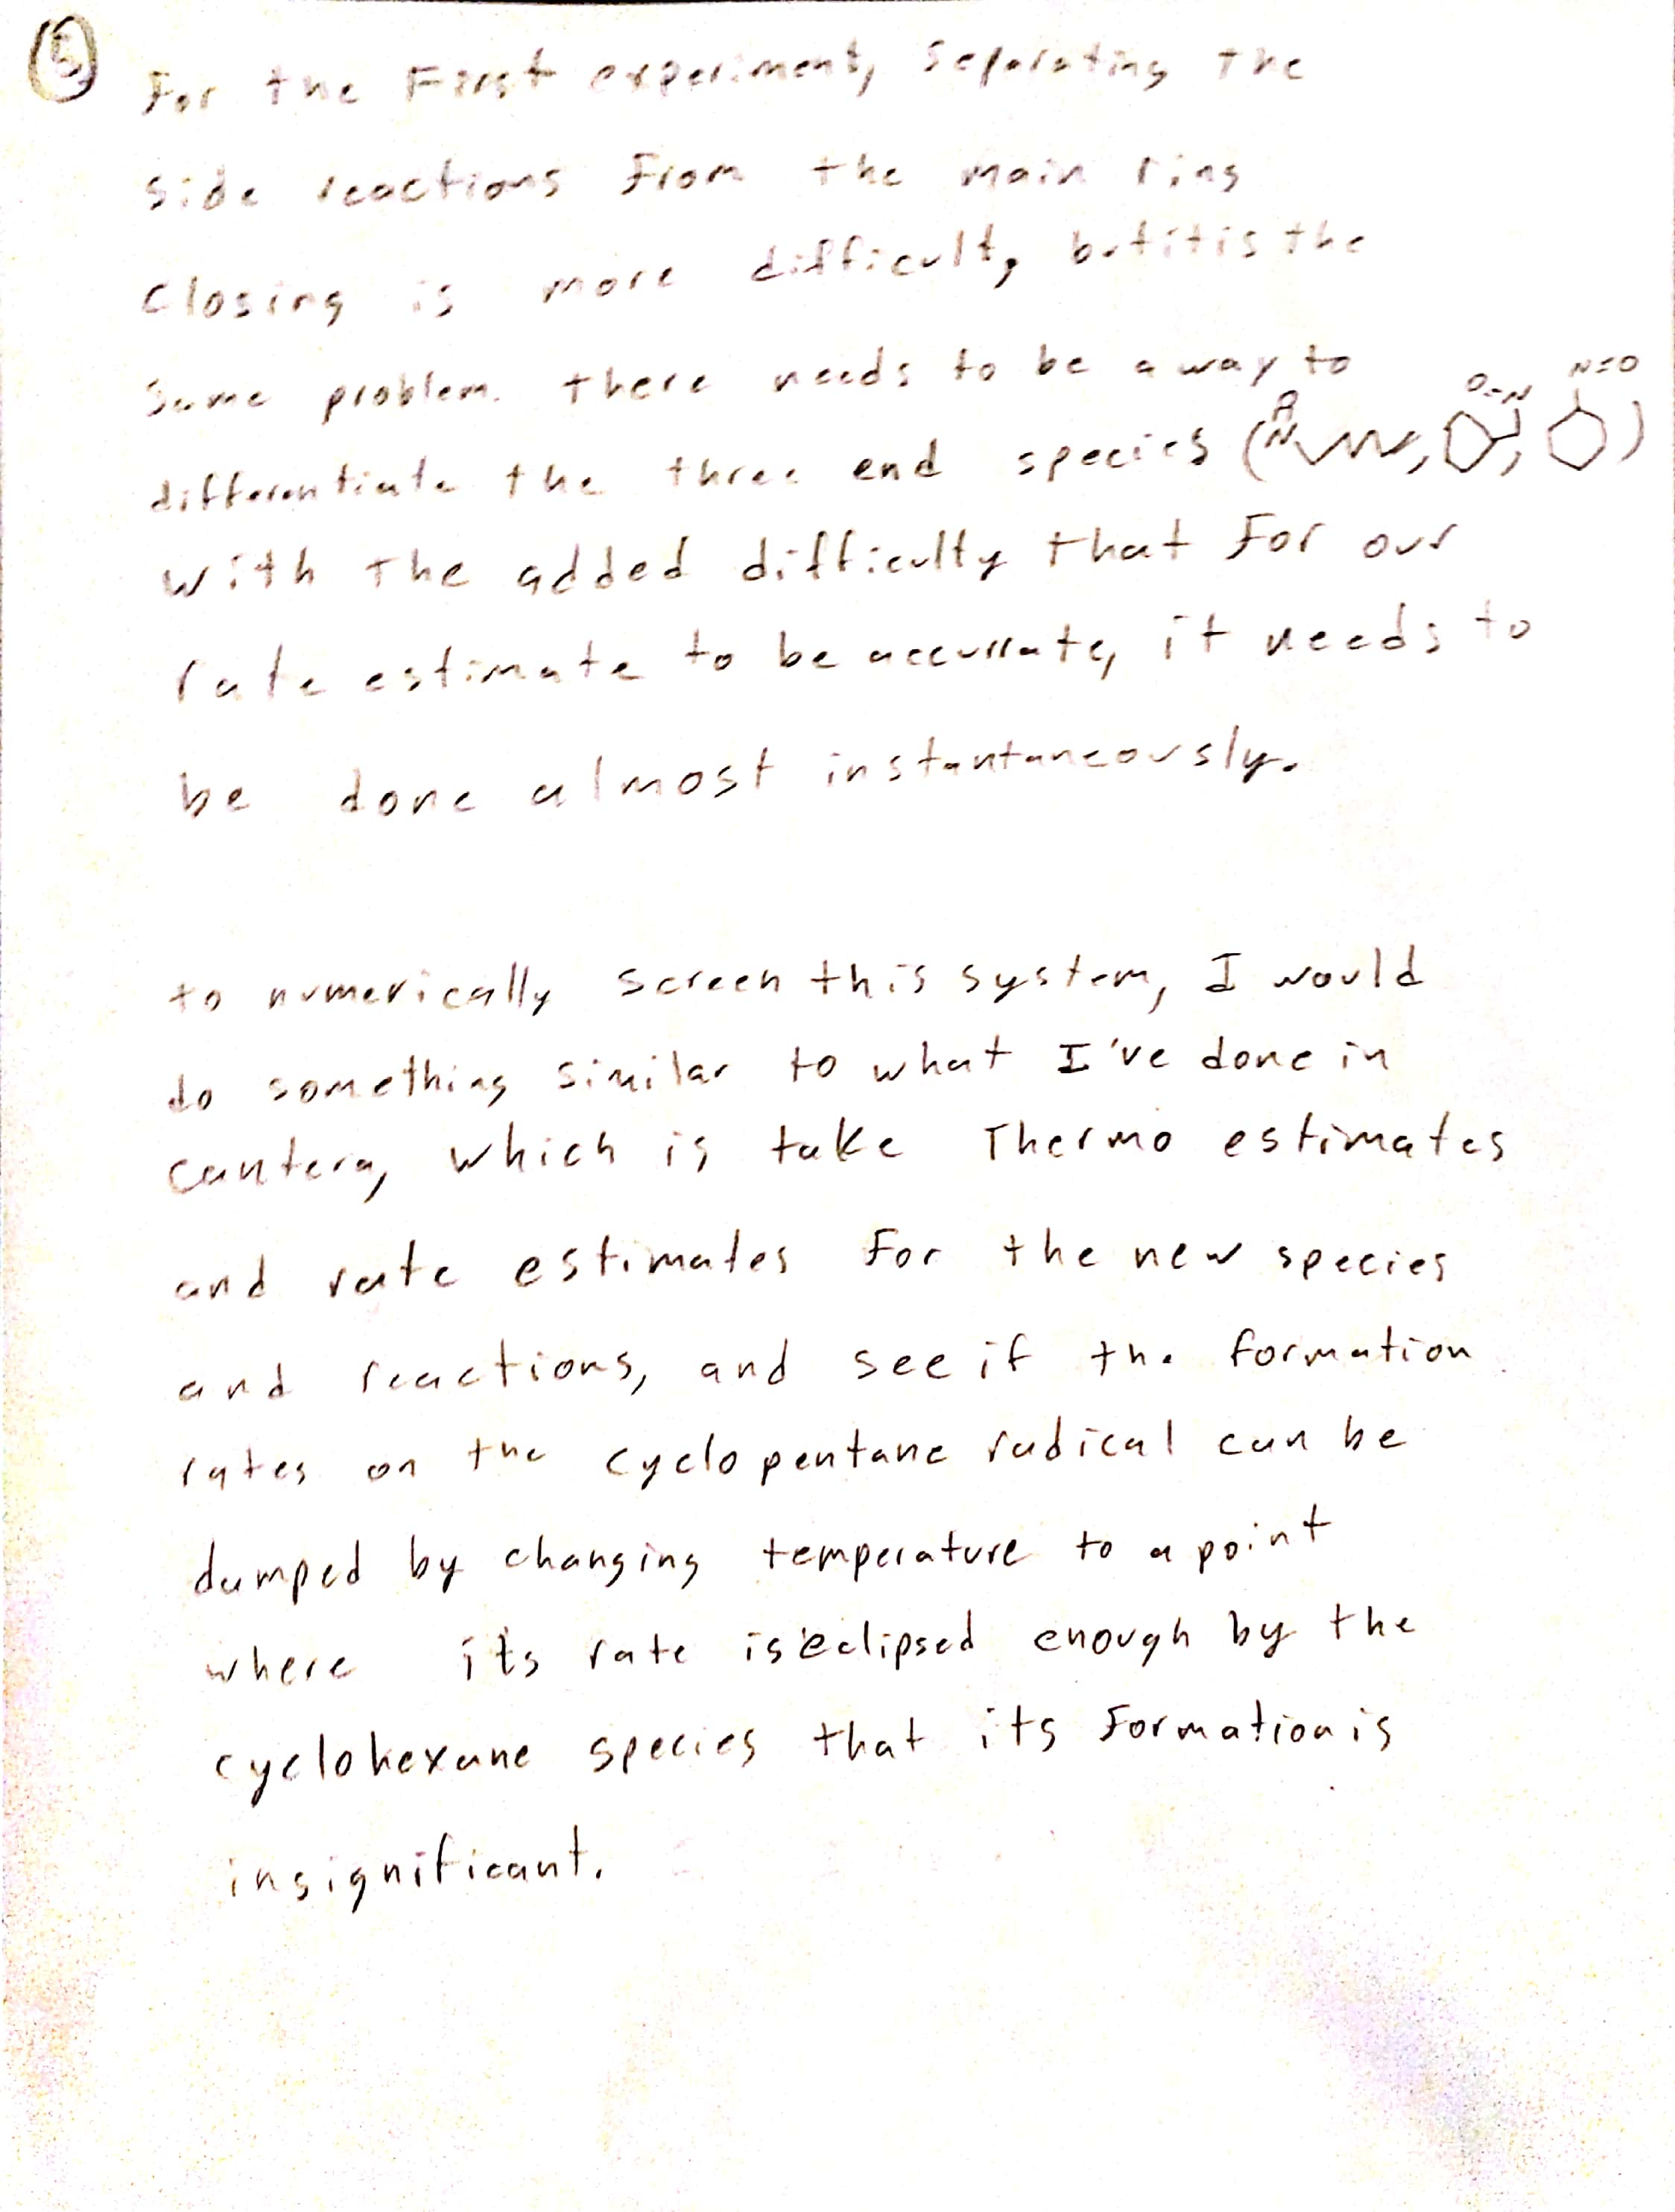 5
For the First experiment, separating the
side reactions from the main ring
closing is more difficult, but it is the
same problem. there needs to be a way to
differentiate the three end species ( , O=N , N=O )
with the added difficulty that for our
rate estimate to be accurrate, it needs to
be done almost instantaneously.
to numerically screen this system, I would
do something similar to what I've done in
cantera, which is take Thermo estimates
and rate estimates for the new species
and reactions, and see if the formation
rates on the cyclopentane radical can be
damped by changing temperature to a point
where its rate is eclipsed enough by the
cyclohexane species that its formation is
insignificant.